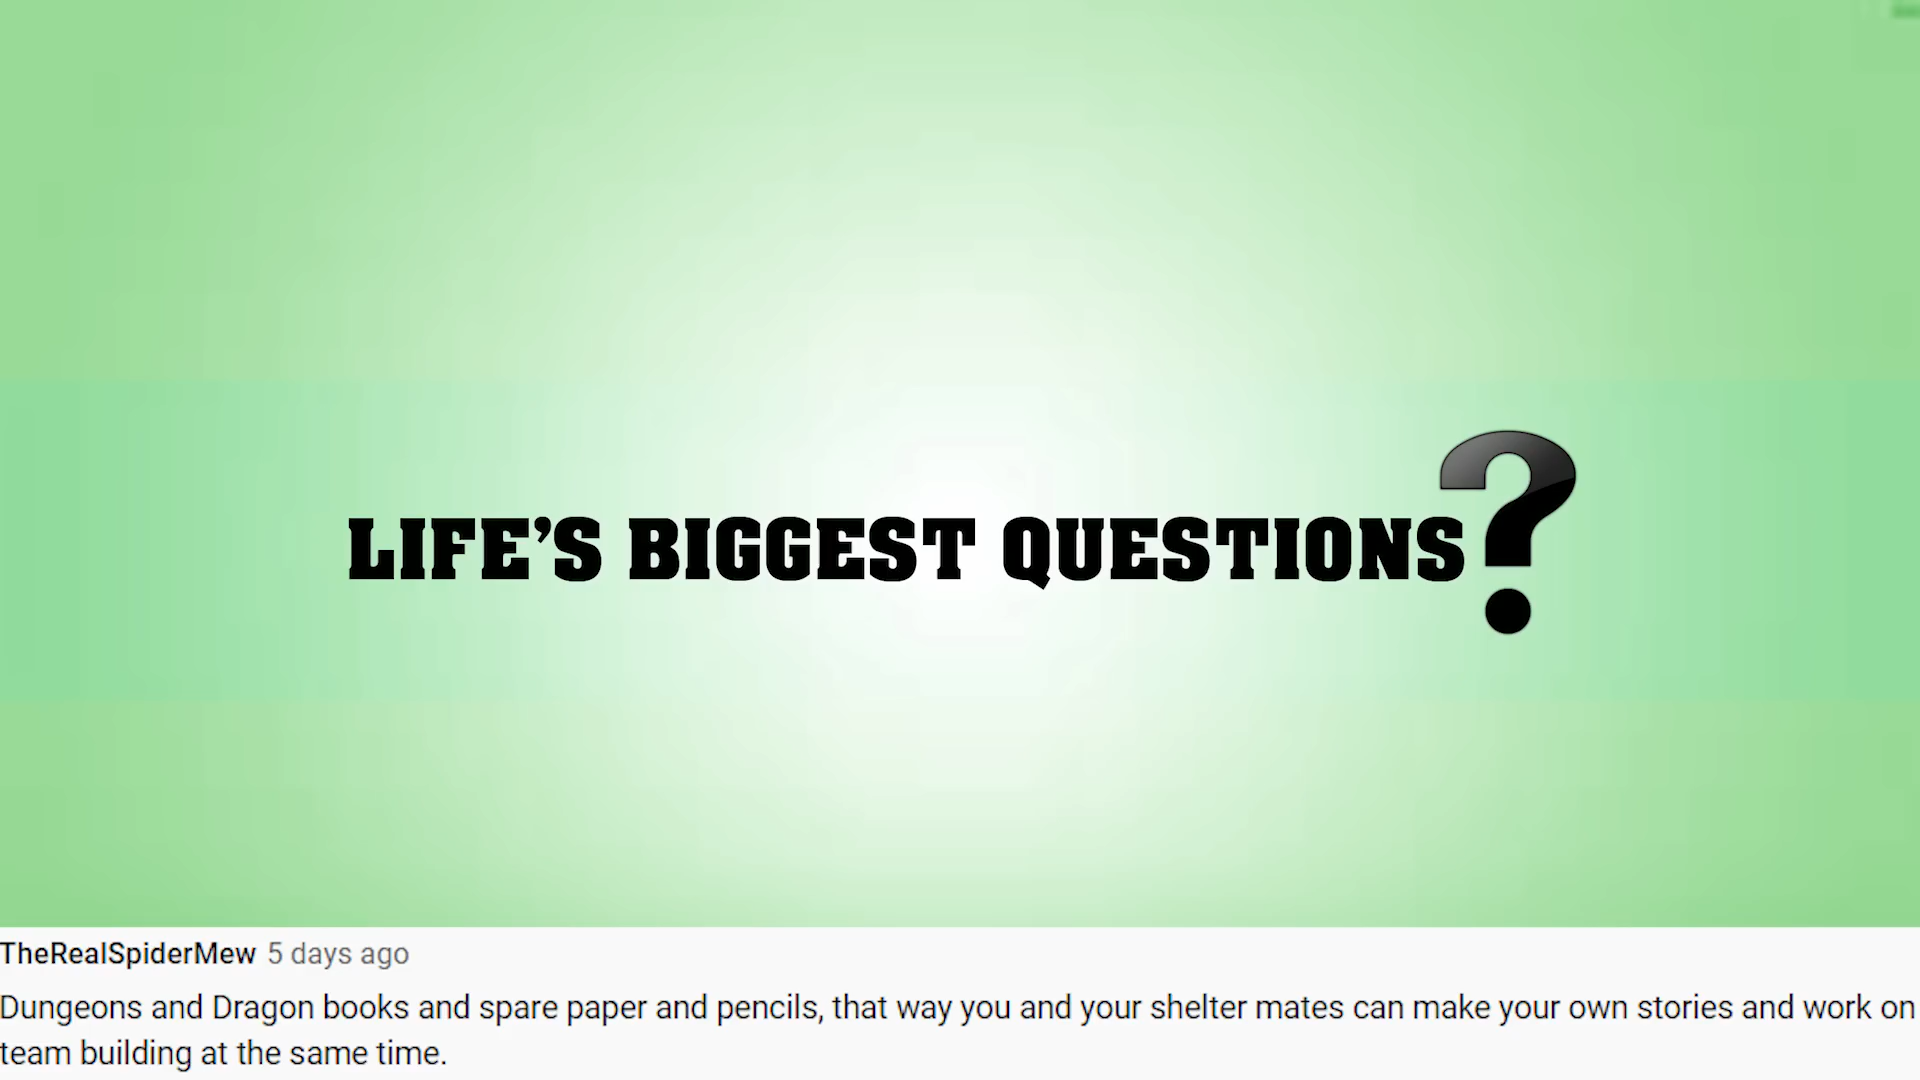 LIFE'S BIGGEST QUESTIONS?
TheRealSpiderMew 5 days ago
Dungeons and Dragon books and spare paper and pencils, that way you and your shelter mates can make your own stories and work on
team building at the same time.